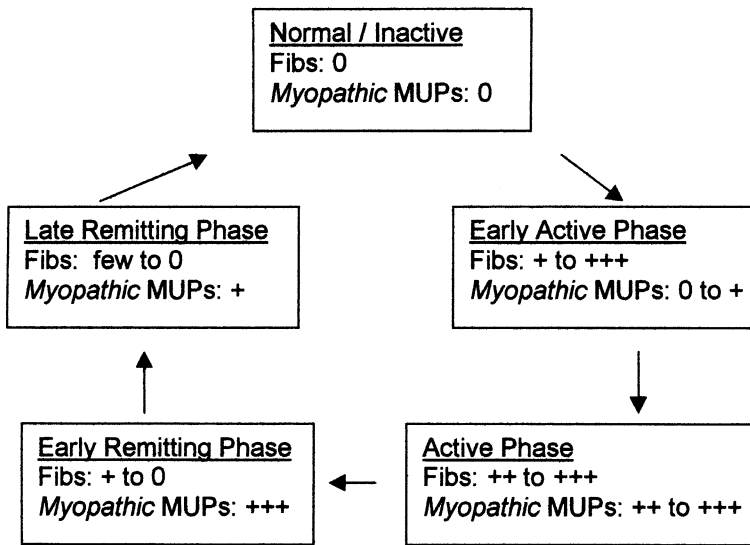 Normal / Inactive
Fibs: 0
Myopathic MUPs: 0
Early Active Phase
Fibs: + to +++
Myopathic MUPs: 0 to +
Active Phase
Fibs: ++ to +++
Myopathic MUPs: ++ to +++
Early Remitting Phase
Fibs: + to 0
Myopathic MUPs: +++
Late Remitting Phase
Fibs: few to 0
Myopathic MUPs: +